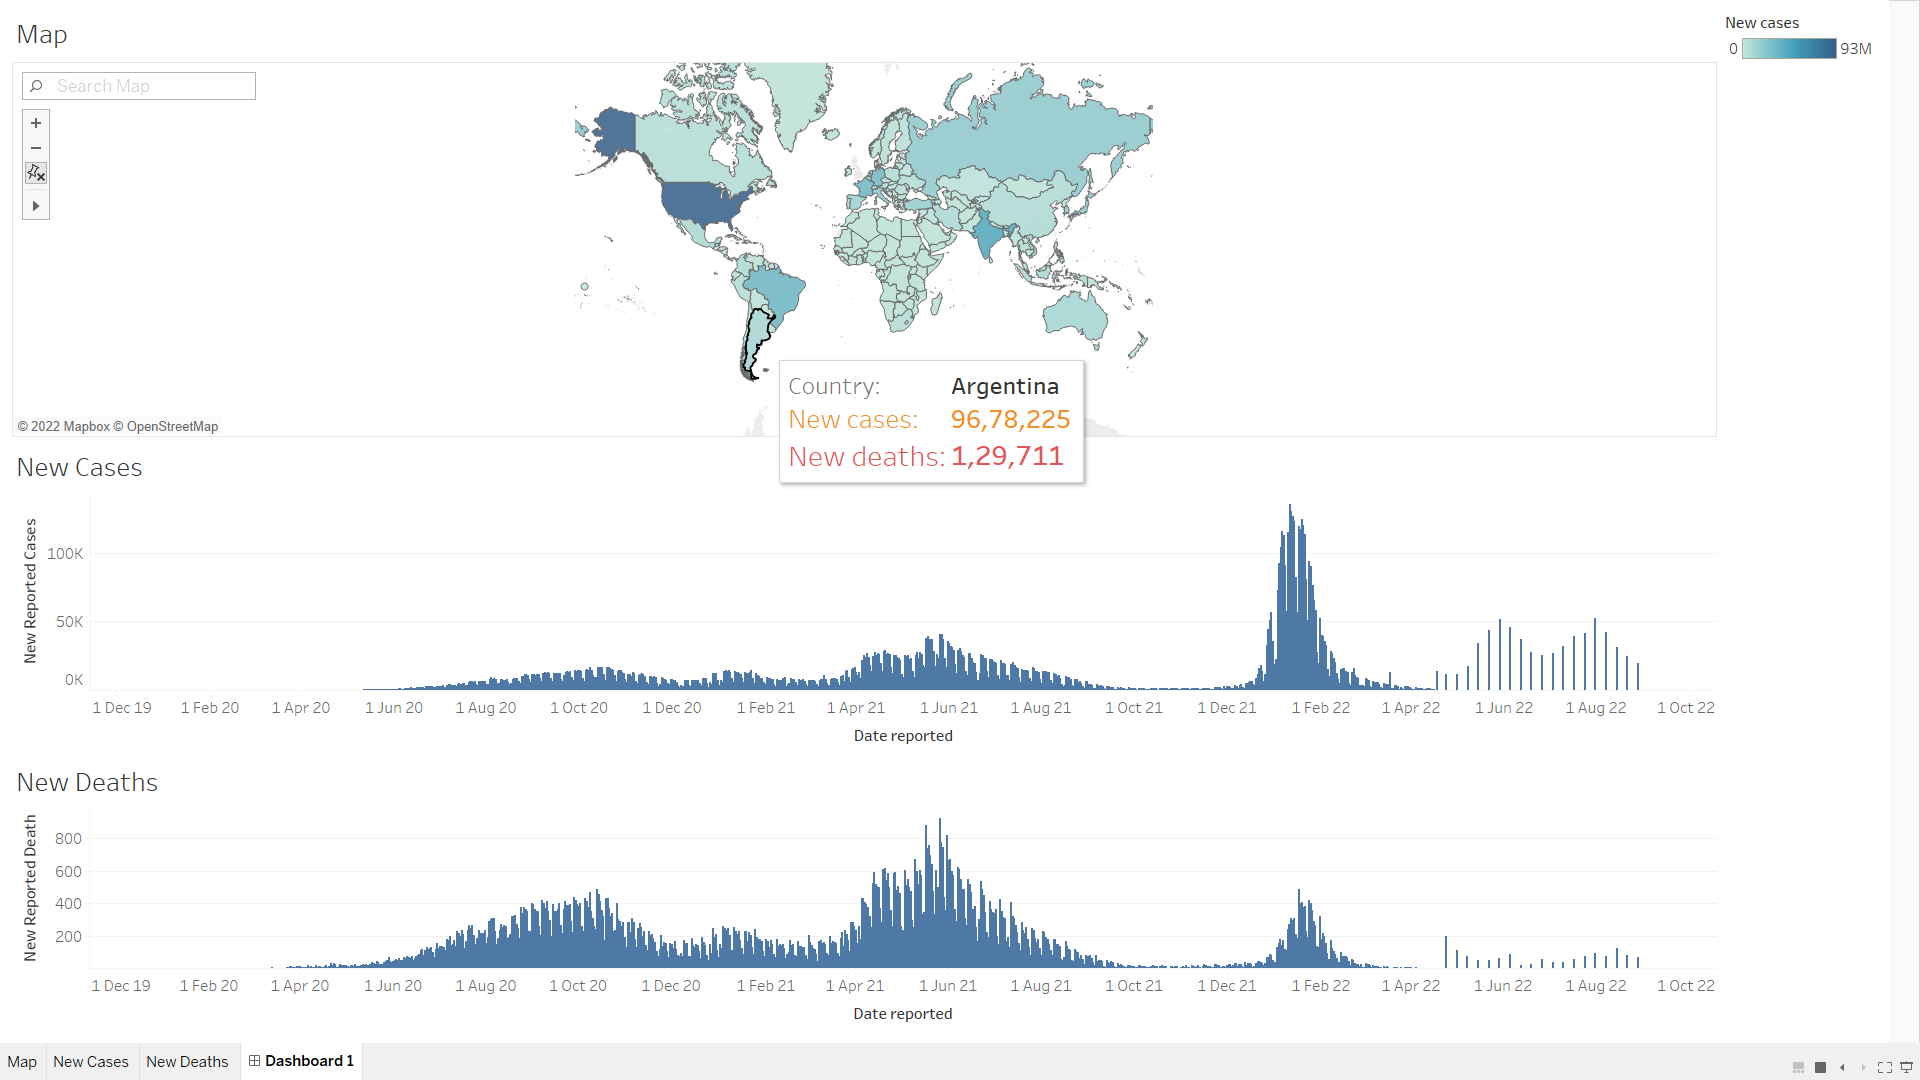 Map
New cases
0 93M
Search Map
Country: Argentina
New cases: 96,78,225
New deaths: 1,29,711
© 2022 Mapbox © OpenStreetMap
New Cases
New Reported Cases
100K
50K
0K
1 Dec 19 1 Feb 20 1 Apr 20 1 Jun 20 1 Aug 20 1 Oct 20 1 Dec 20 1 Feb 21 1 Apr 21 1 Jun 21 1 Aug 21 1 Oct 21 1 Dec 21 1 Feb 22 1 Apr 22 1 Jun 22 1 Aug 22 1 Oct 22
Date reported
New Deaths
New Reported Death
800
600
400
200
1 Dec 19 1 Feb 20 1 Apr 20 1 Jun 20 1 Aug 20 1 Oct 20 1 Dec 20 1 Feb 21 1 Apr 21 1 Jun 21 1 Aug 21 1 Oct 21 1 Dec 21 1 Feb 22 1 Apr 22 1 Jun 22 1 Aug 22 1 Oct 22
Date reported
Map New Cases New Deaths Dashboard 1